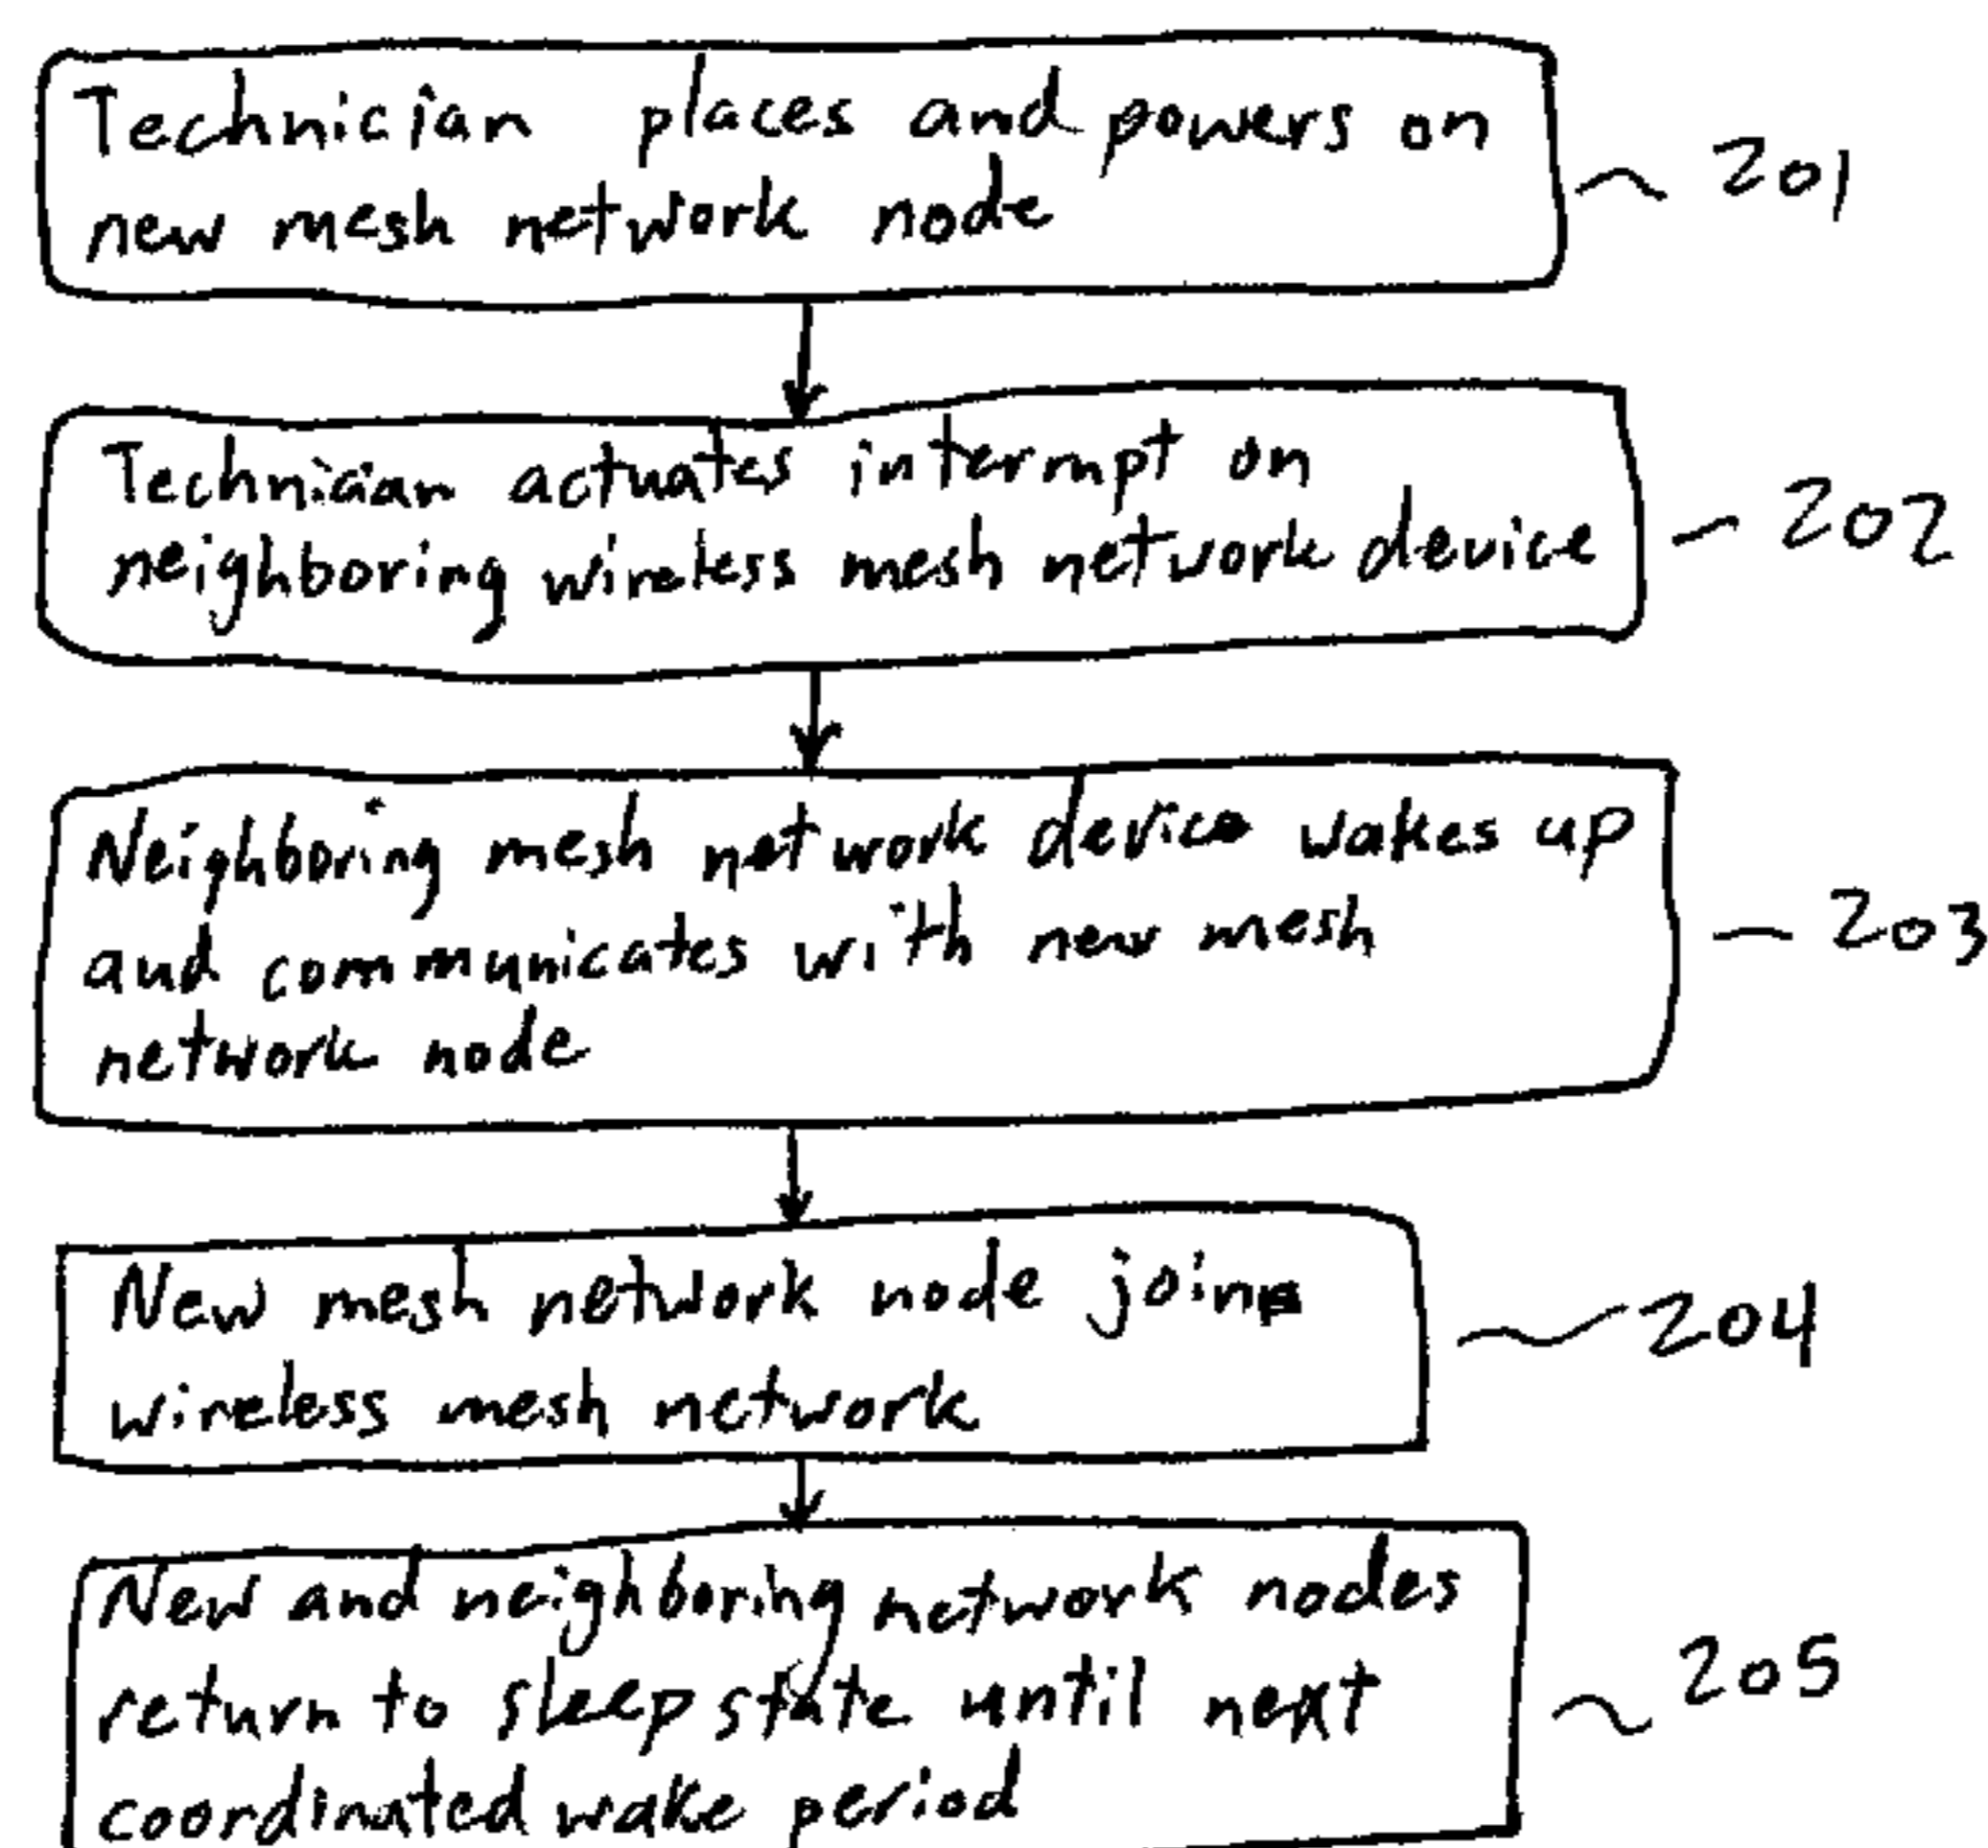 Technician places and powers on
new mesh network node
201
Technician actuates interrupt on
neighboring wireless mesh network device
202
Neighboring mesh network device wakes up
and communicates with new mesh
network node
203
New mesh network node joins
wireless mesh network
204
New and neighboring network nodes
return to sleep state until next
coordinated wake period
205